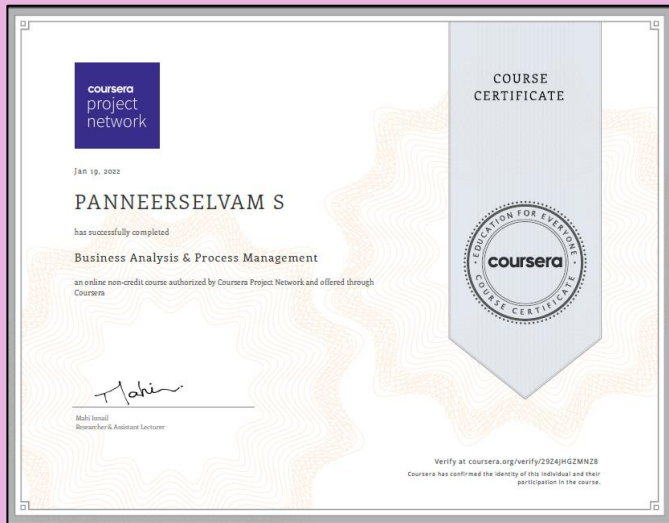 coursera
project
network
Jan 19, 2022
PANNEERSELVAM S
has successfully completed
Business Analysis & Process Management
an online non-credit course authorized by Coursera Project Network and offered through
Coursera
Mahi
Mahi Ismail
Researcher & Assistant Lecturer
COURSE
CERTIFICATE
EDUCATION FOR EVERYONE
coursera
COURSE CERTIFICATE
Verify at coursera.org/verify/29Z4JHGZMNZ8
Coursera has confirmed the identity of this individual and their
participation in the course.